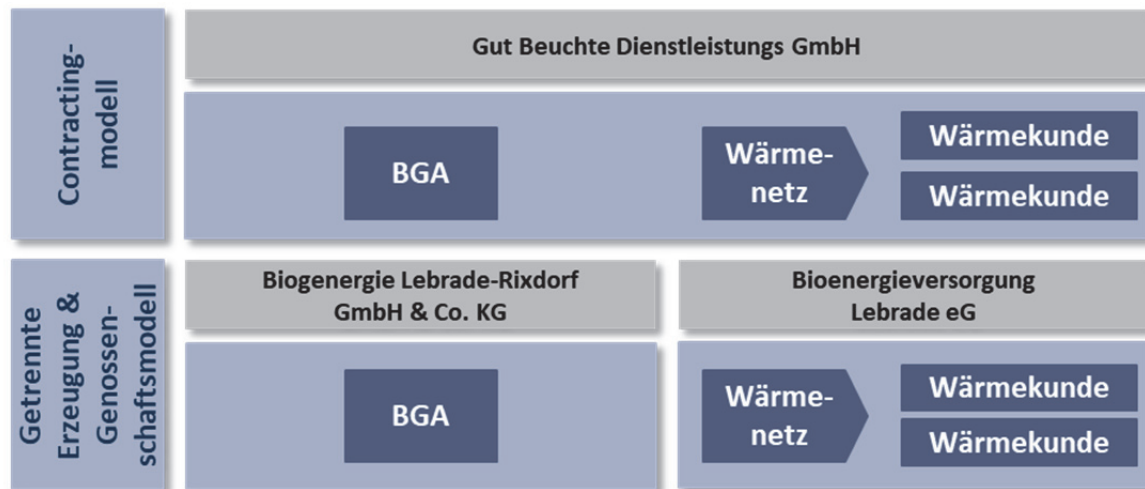 Contracting-
modell
Gut Beuchte Dienstleistungs GmbH
BGA
Wärme-
netz
Wärmekunde
Wärmekunde
Getrennte
Erzeugung &
Genossen-
schaftsmodell
Biogenergie Lebrade-Rixdorf
GmbH & Co. KG
BGA
Bioenergieversorgung
Lebrade eG
Wärme-
netz
Wärmekunde
Wärmekunde